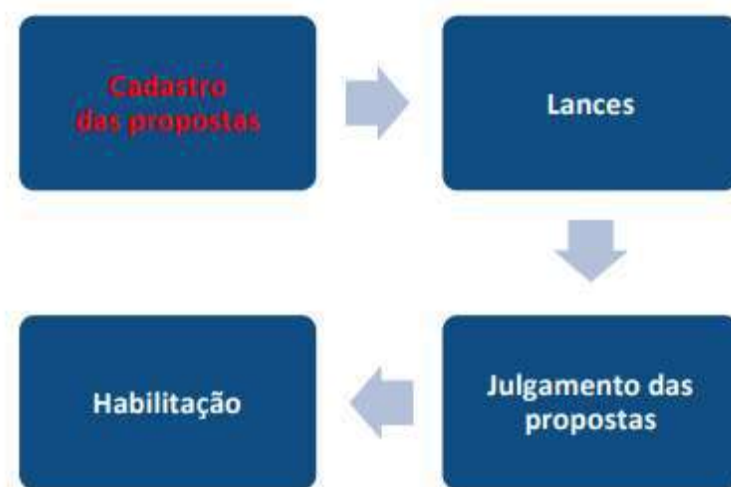 Cadastro
das propostas
Lances
Julgamento das
propostas
Habilitação